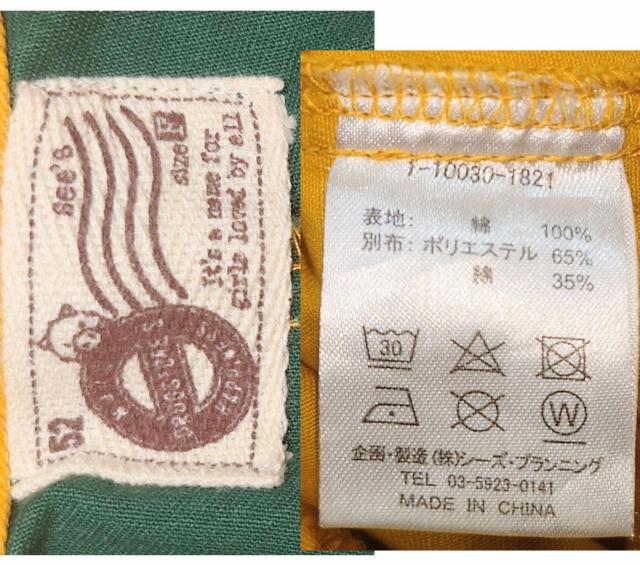 See's
SIZE F
It's a name for
girls loved by all
52
DRUGSTORE'S
1-10030-1821
表地： 綿 100%
別布： ポリエステル 65%
綿 35%
30
W
企画・製造 (株)シーズ・プランニング
TEL 03-5923-0141
MADE IN CHINA